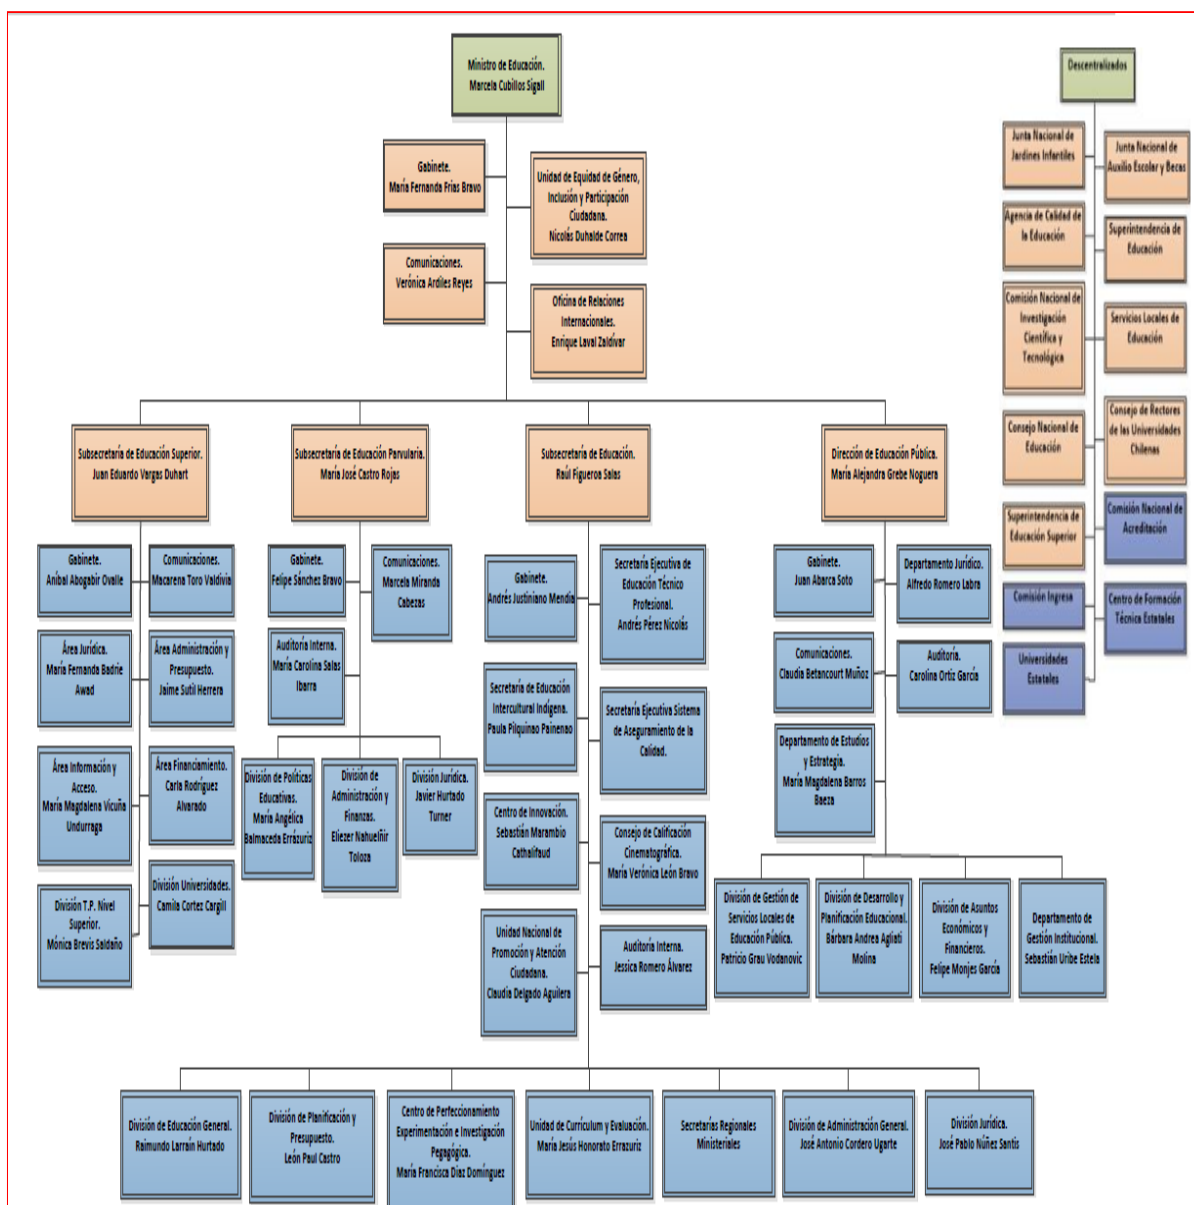 Ministro de Educación.
Marcela Cubillos Sigall
Gabinete.
María Fernanda Frias Bravo
Unidad de Equidad de Género,
Inclusión y Participación
Ciudadana.
Nicolás Duhalde Correa
Comunicaciones.
Verónica Ardiles Reyes
Oficina de Relaciones
Internacionales.
Enrique Laval Zaldívar
Subsecretaría de Educación Superior.
Juan Eduardo Vargas Duhart
Subsecretaría de Educación Parvularia.
María José Castro Rojas
Subsecretaría de Educación.
Raúl Figueroa Salas
Dirección de Educación Pública.
María Alejandra Grebe Noguera
Gabinete.
Aníbal Abogabir Ovalle
Comunicaciones.
Macarena Toro Valdivia
Área Jurídica.
María Fernanda Badrie
Awad
Área Administración y
Presupuesto.
Jaime Sutil Herrera
Área Información y
Acceso.
María Magdalena Vicuña
Undurraga
Área Financiamiento.
Carla Rodríguez
Alvarado
División T.P. Nivel
Superior.
Mónica Brevis Saldaño
División Universidades.
Camila Cortez Cargill
Gabinete.
Felipe Sánchez Bravo
Comunicaciones.
Marcela Miranda
Cabezas
Auditoría Interna.
María Carolina Salas
Ibarra
División de Políticas
Educativas.
María Angélica
Balmaceda Errázuriz
División de
Administración y
Finanzas.
Eliezer Nahuelñir
Toloza
División Jurídica.
Javier Hurtado
Turner
Gabinete.
Andrés Justiniano Mendía
Secretaría Ejecutiva de
Educación Técnico
Profesional.
Andrés Pérez Nicolás
Secretaría de Educación
Intercultural Indígena.
Paula Pilquinao Painenao
Secretaría Ejecutiva Sistema
de Aseguramiento de la
Calidad.
Centro de Innovación.
Sebastián Marambio
Cathalifaud
Consejo de Calificación
Cinematográfica.
María Verónica León Bravo
Unidad Nacional de
Promoción y Atención
Ciudadana.
Claudia Delgado Aguilera
Auditoría Interna.
Jessica Romero Álvarez
Gabinete.
Juan Abarca Soto
Departamento Jurídico.
Alfredo Romero Labra
Comunicaciones.
Claudia Betancourt Muñoz
Auditoría.
Carolina Ortiz García
Departamento de Estudios
y Estrategia.
María Magdalena Barros
Baeza
División de Gestión de
Servicios Locales de
Educación Pública.
Patricio Grau Vodanovic
División de Desarrollo y
Planificación Educacional.
Bárbara Andrea Agliati
Molina
División de Asuntos
Económicos y
Financieros.
Felipe Monjes García
Departamento de
Gestión Institucional.
Sebastián Uribe Estela
División de Educación General.
Raimundo Larraín Hurtado
División de Planificación y
Presupuesto.
León Paul Castro
Centro de Perfeccionamiento
Experimentación e Investigación
Pegagógica.
María Francisca Díaz Domínguez
Unidad de Currículum y Evaluación.
María Jesús Honorato Errazuriz
Secretarías Regionales
Ministeriales
División de Administración General.
José Antonio Cordero Ugarte
División Jurídica.
José Pablo Núñez Santis
Descentralizados
Junta Nacional de
Jardines Infantiles
Junta Nacional de
Auxilio Escolar y Becas
Agencia de Calidad de
la Educación
Superintendencia de
Educación
Comisión Nacional de
Investigación
Científica y
Tecnológica
Servicios Locales de
Educación
Consejo Nacional de
Educación
Consejo de Rectores
de las Universidades
Chilenas
Superintendencia de
Educación Superior
Comisión Nacional de
Acreditación
Comisión Ingresa
Centro de Formación
Técnica Estatales
Universidades
Estatales